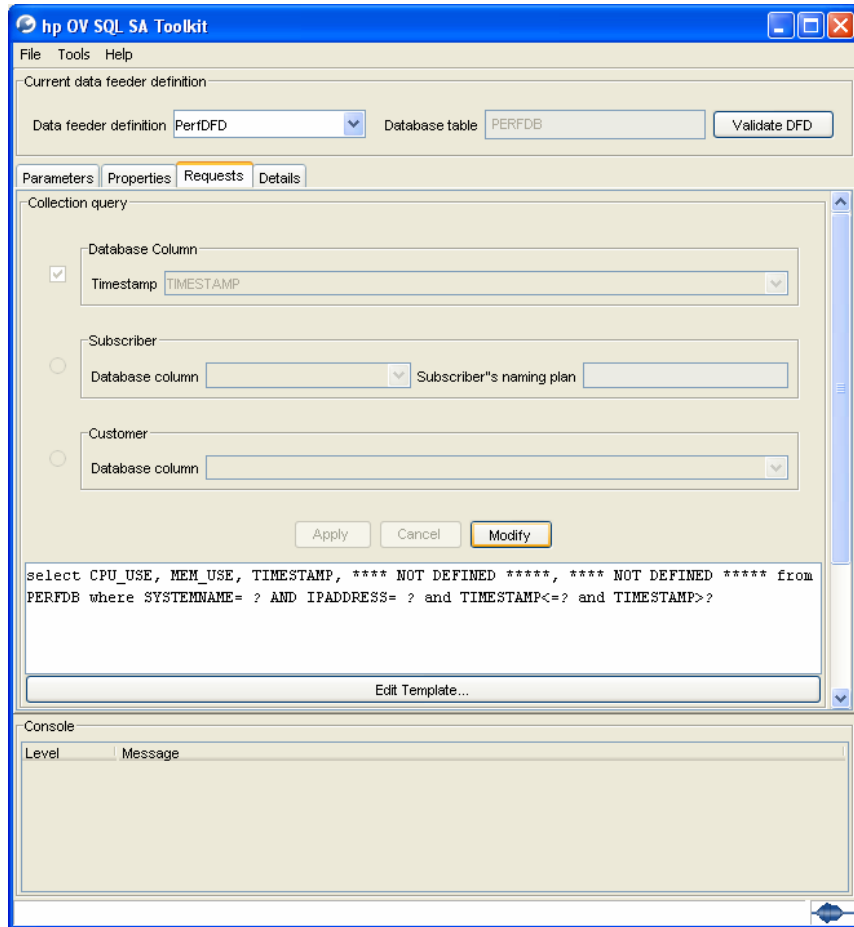 hp OV SQL SA Toolkit
File Tools Help
Current data feeder definition
Data feeder definition PerfDFD Database table PERFDB Validate DFD
Parameters Properties Requests Details
Collection query
Database Column
Timestamp TIMESTAMP
Subscriber
Database column Subscriber"s naming plan
Customer
Database column
Apply Cancel Modify
select CPU_USE, MEM_USE, TIMESTAMP, **** NOT DEFINED *****, **** NOT DEFINED ***** from
PERFDB where SYSTEMNAME= ? AND IPADDRESS= ? and TIMESTAMP<=? and TIMESTAMP>?
Edit Template...
Console
Level Message